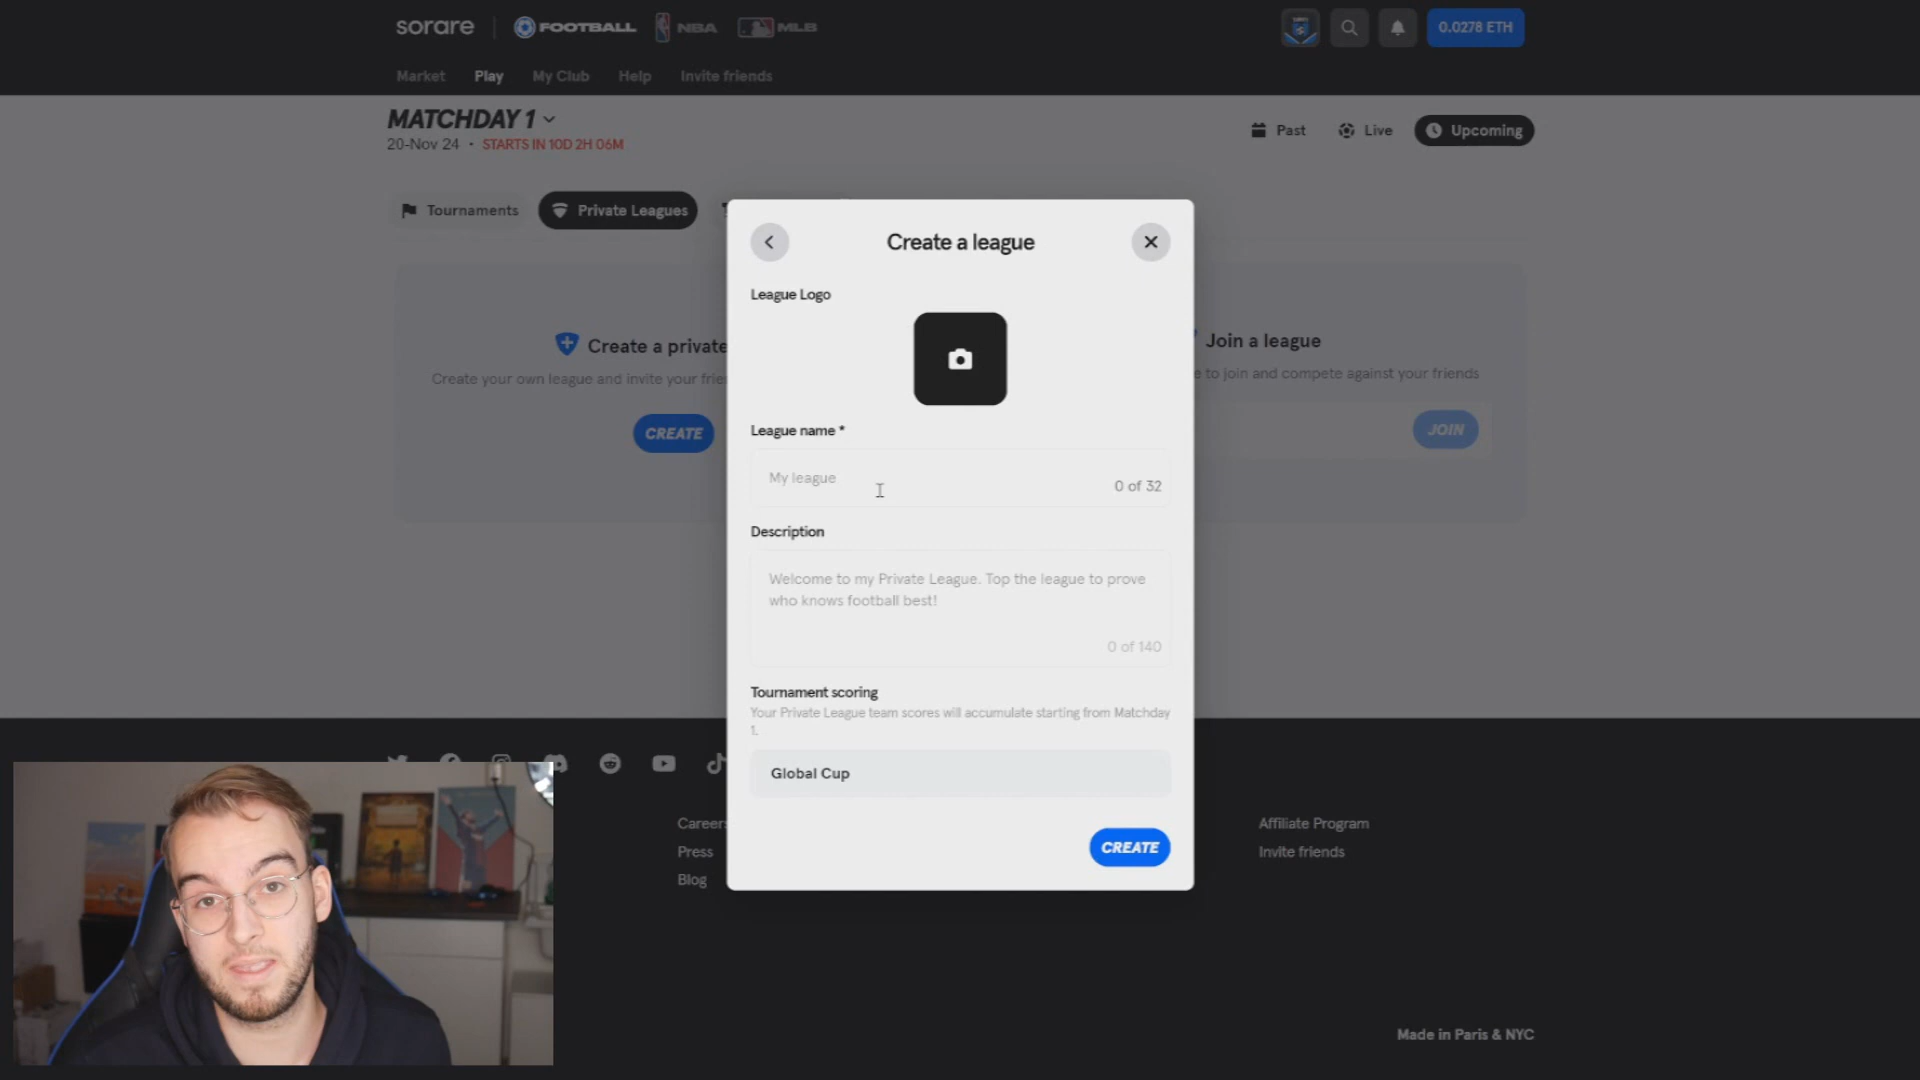 sorare
FOOTBALL
NBA
MLB
0.0278 ETH
Market
Play
My Club
Help
Invite friends
MATCHDAY 1
20-Nov 24 • STARTS IN 10D 2H 06M
Past
Live
Upcoming
Tournaments
Private Leagues
Create a league
League Logo
Create a private
Create your own league and invite your
CREATE
Join a league
to join and compete against your friends
JOIN
League name *
My league
0 of 32
Description
Welcome to my Private League. Top the league to prove
who knows football best!
0 of 140
Tournament scoring
Your Private League team scores will accumulate starting from Matchday
1.
Global Cup
CREATE
Careers
Press
Blog
Affiliate Program
Invite friends
Made in Paris & NYC